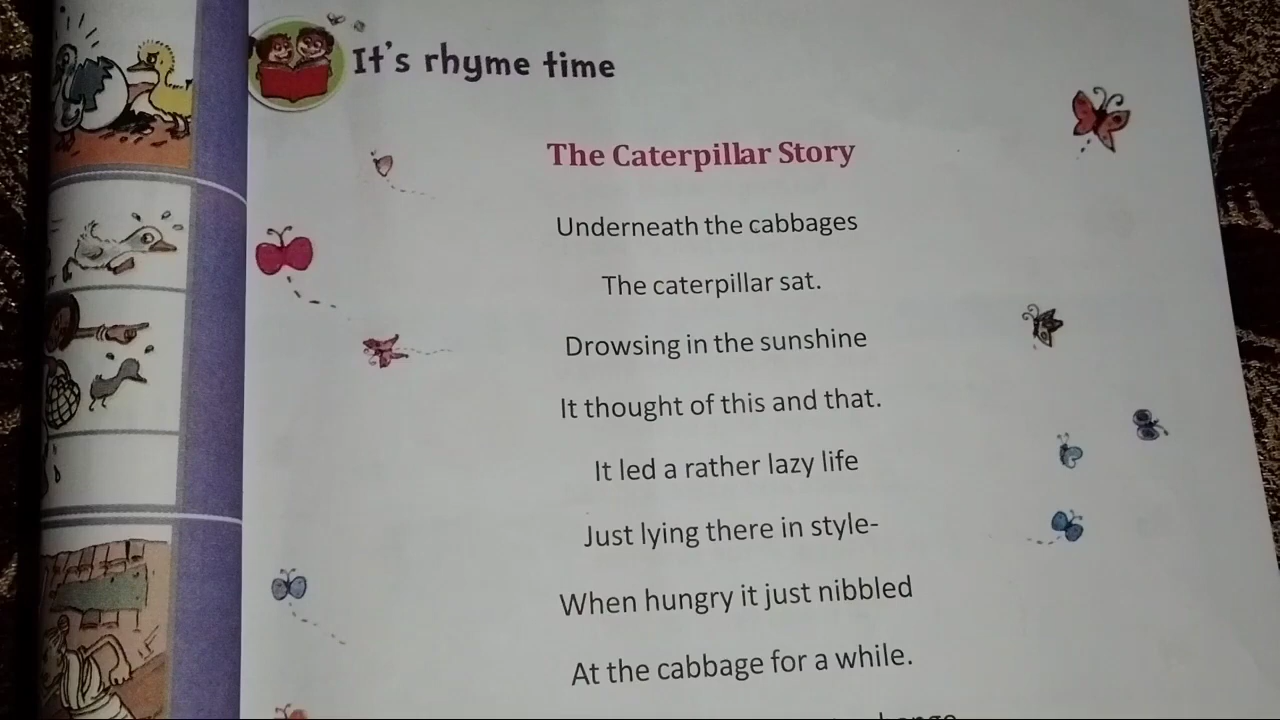 It's rhyme time
The Caterpillar Story
Underneath the cabbages
The caterpillar sat.
Drowsing in the sunshine
It thought of this and that.
It led a rather lazy life
Just lying there in style-
When hungry it just nibbled
At the cabbage for a while.